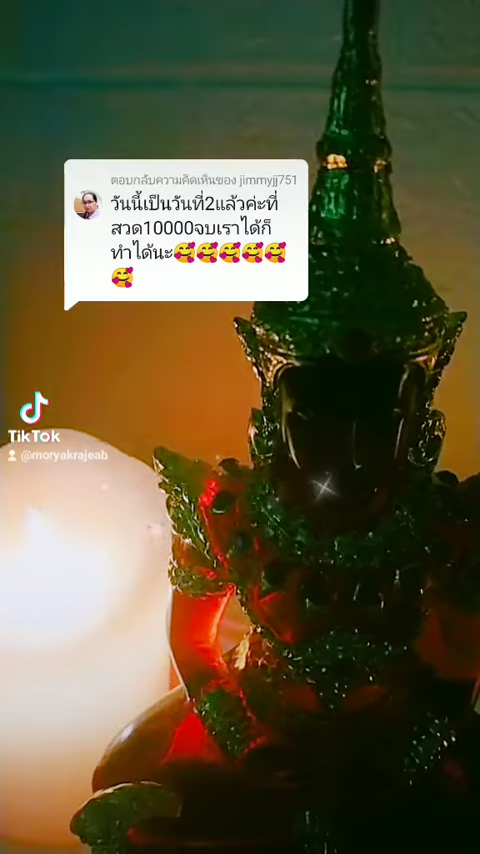 ตอบกลับความคิดเห็นของ jimmyjj751
วันนี้เป็นวันที่2แล้วค่ะที่
สวด10000จบเราได้ก็
ทำได้นะ🥰🥰🥰🥰🥰
🥰
TikTok
@moryakrajeab